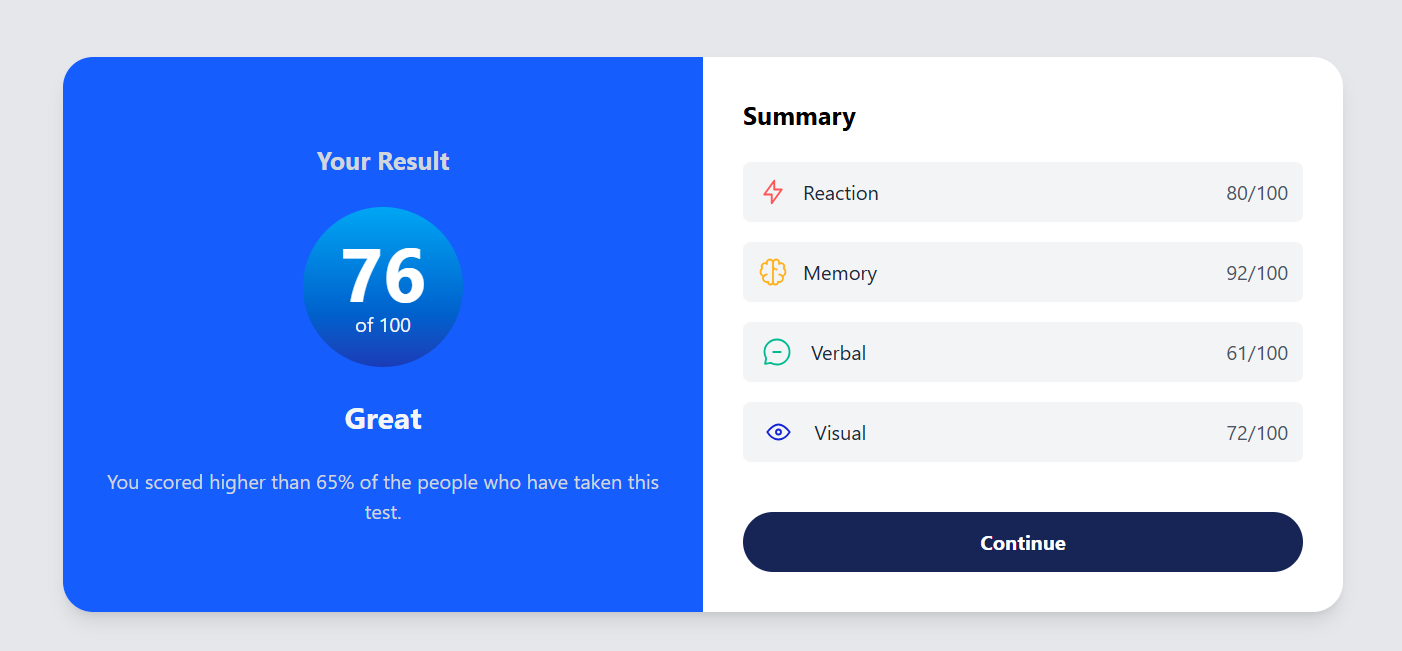 Your Result
76
of 100
Great
You scored higher than 65% of the people who have taken this
test.
Summary
Reaction 80/100
Memory 92/100
Verbal 61/100
Visual 72/100
Continue